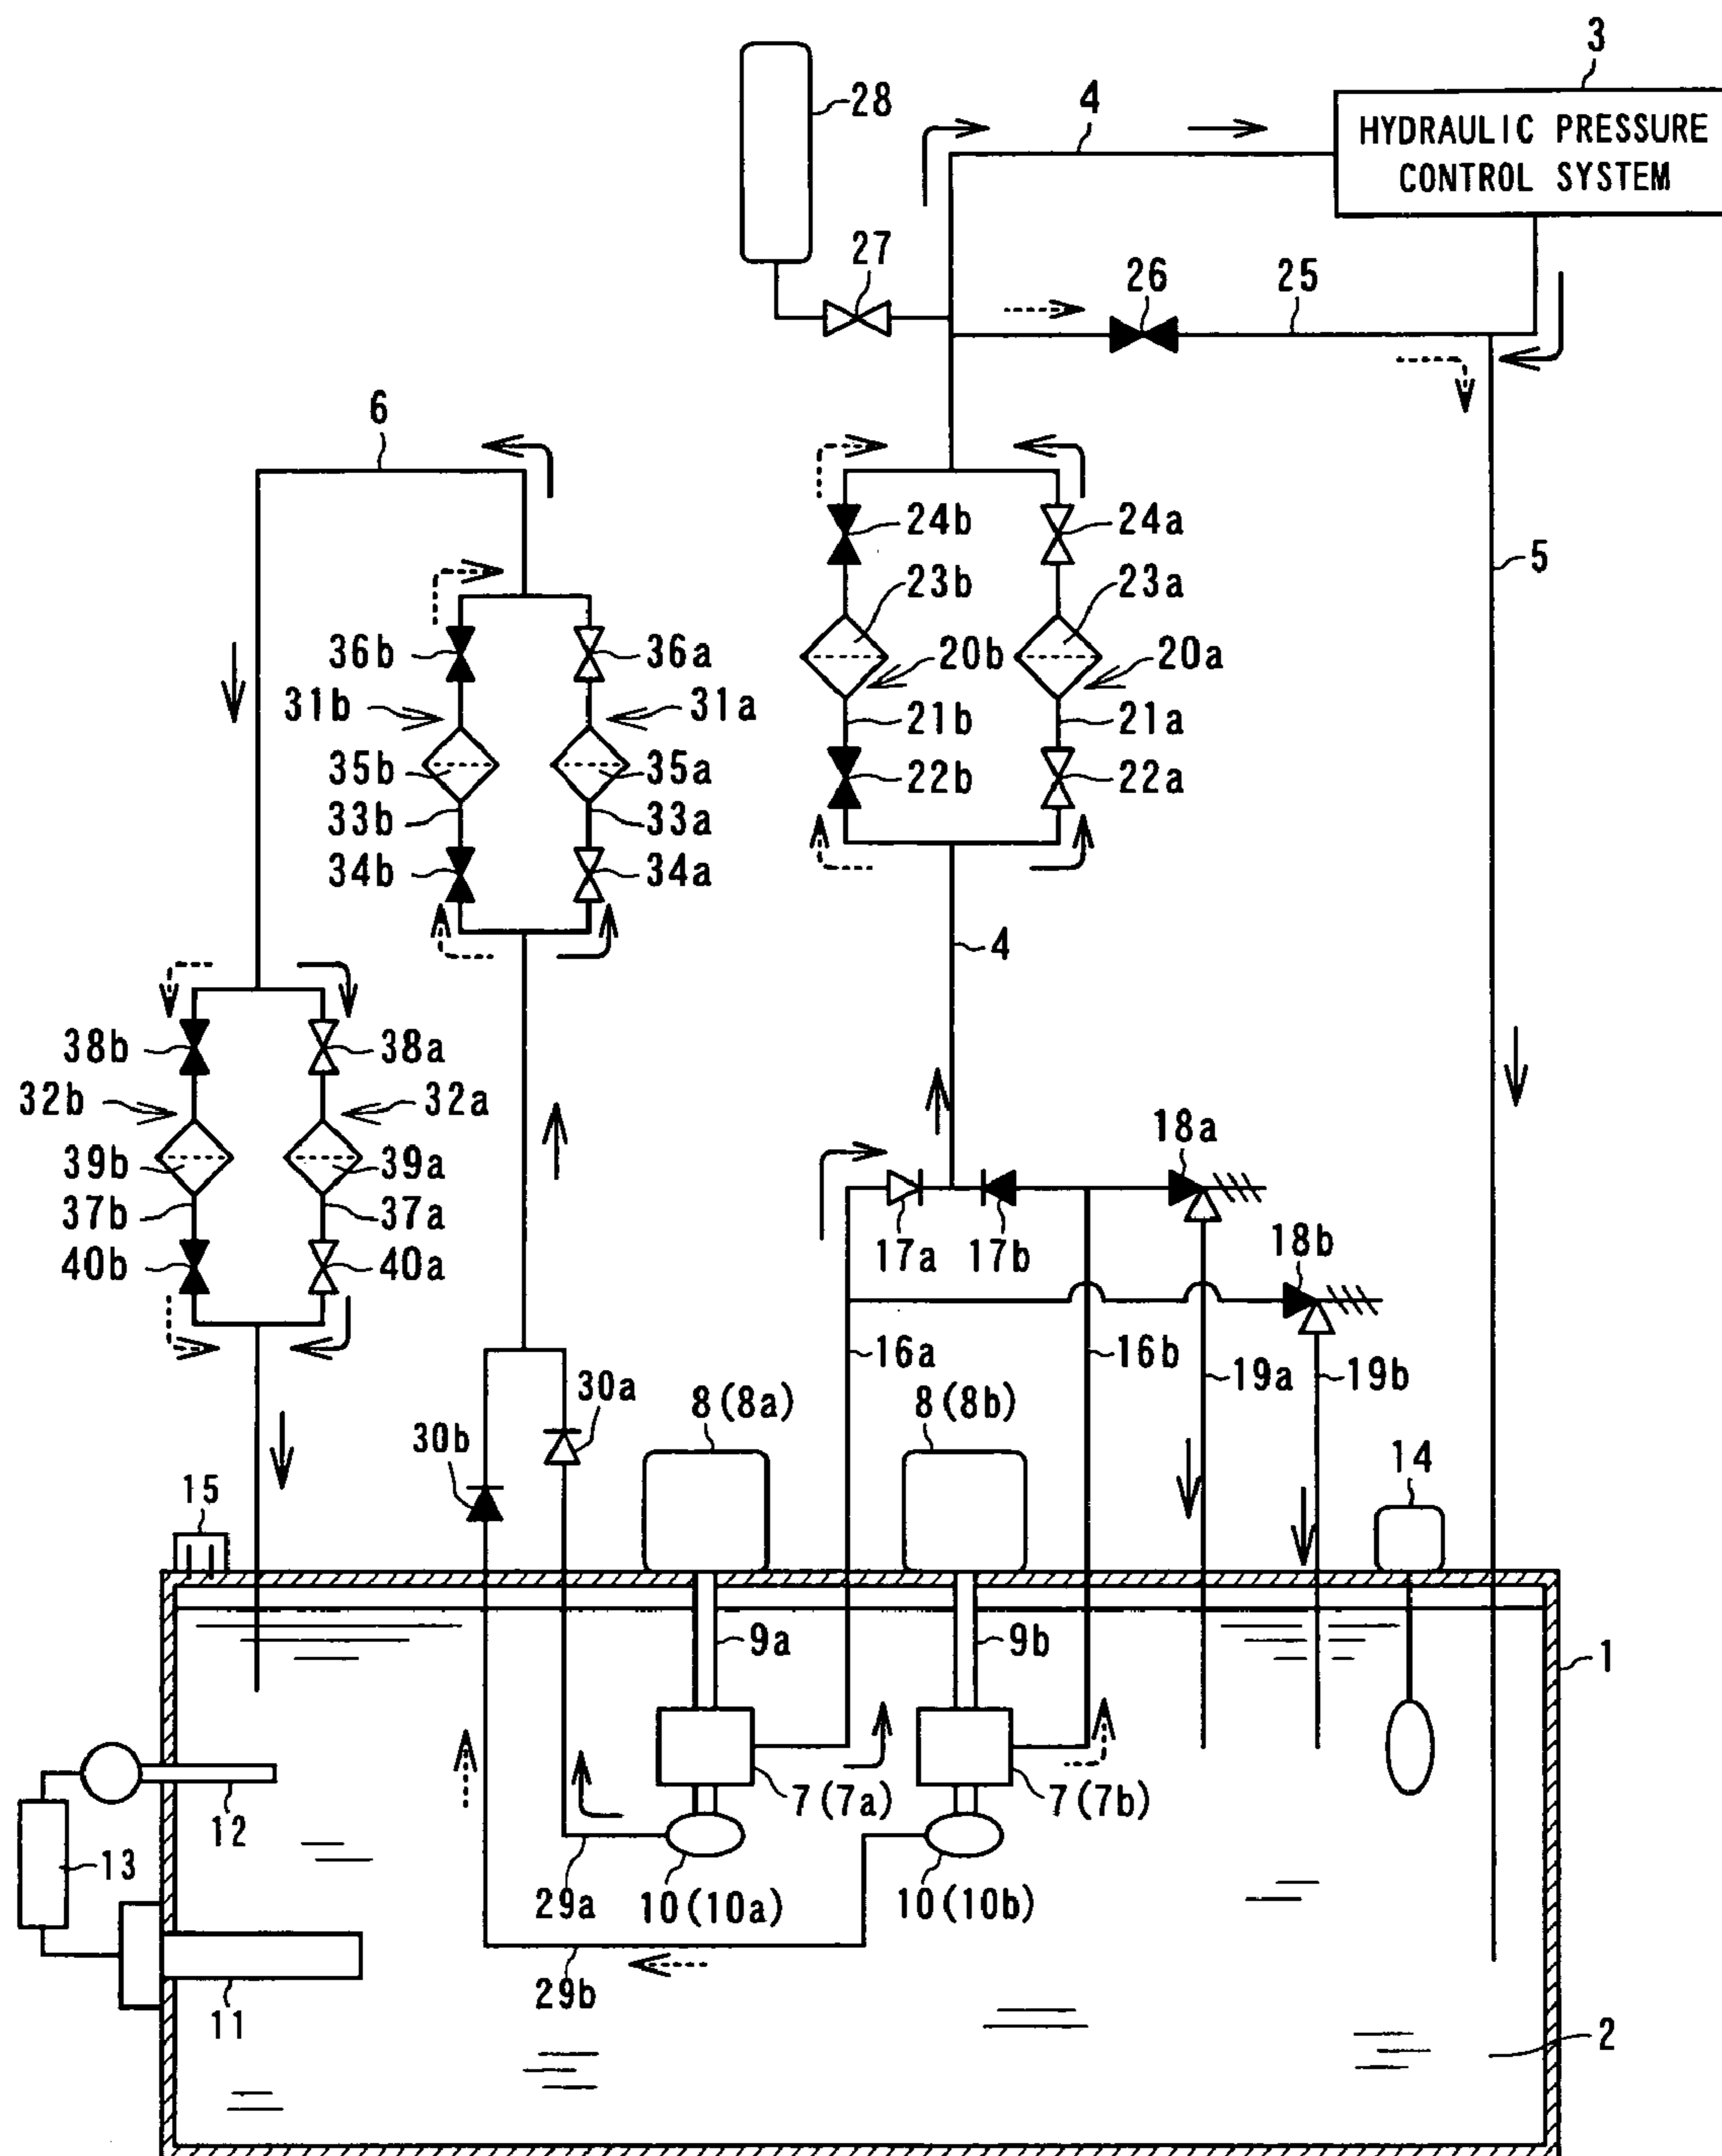 3
28
4
HYDRAULIC PRESSURE
CONTROL SYSTEM
27
26
25
6
24b
24a
5
23b
23a
36b
36a
20b
20a
31b
31a
21b
21a
35b
35a
22b
22a
33b
33a
34b
34a
4
38b
38a
32b
32a
18a
39b
39a
37b
37a
17a
17b
18b
40b
40a
16a
16b
19a
19b
30a
8(8a)
8(8b)
30b
14
15
9a
9b
1
7(7a)
7(7b)
12
13
29a
10(10a)
10(10b)
29b
11
2